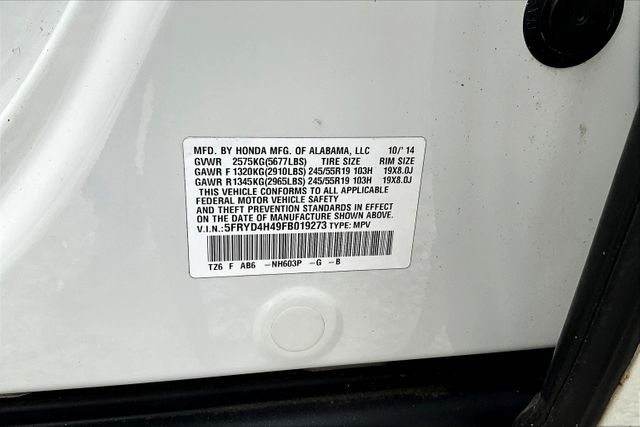 MFD. BY HONDA MFG. OF ALABAMA, LLC 10/'14
GVWR 2575KG(5677LBS) TIRE SIZE RIM SIZE
GAWR F 1320KG(2910LBS) 245/55R19 103H 19X8.0J
GAWR R 1345KG(2965LBS) 245/55R19 103H 19X8.0J
THIS VEHICLE CONFORMS TO ALL APPLICABLE
FEDERAL MOTOR VEHICLE SAFETY
AND THEFT PREVENTION STANDARDS IN EFFECT
ON THE DATE OF MANUFACTURE SHOWN ABOVE.
V.I.N.:5FRYD4H49FB019273 TYPE: MPV
TZ6 F AB6 -NH603P -G -B